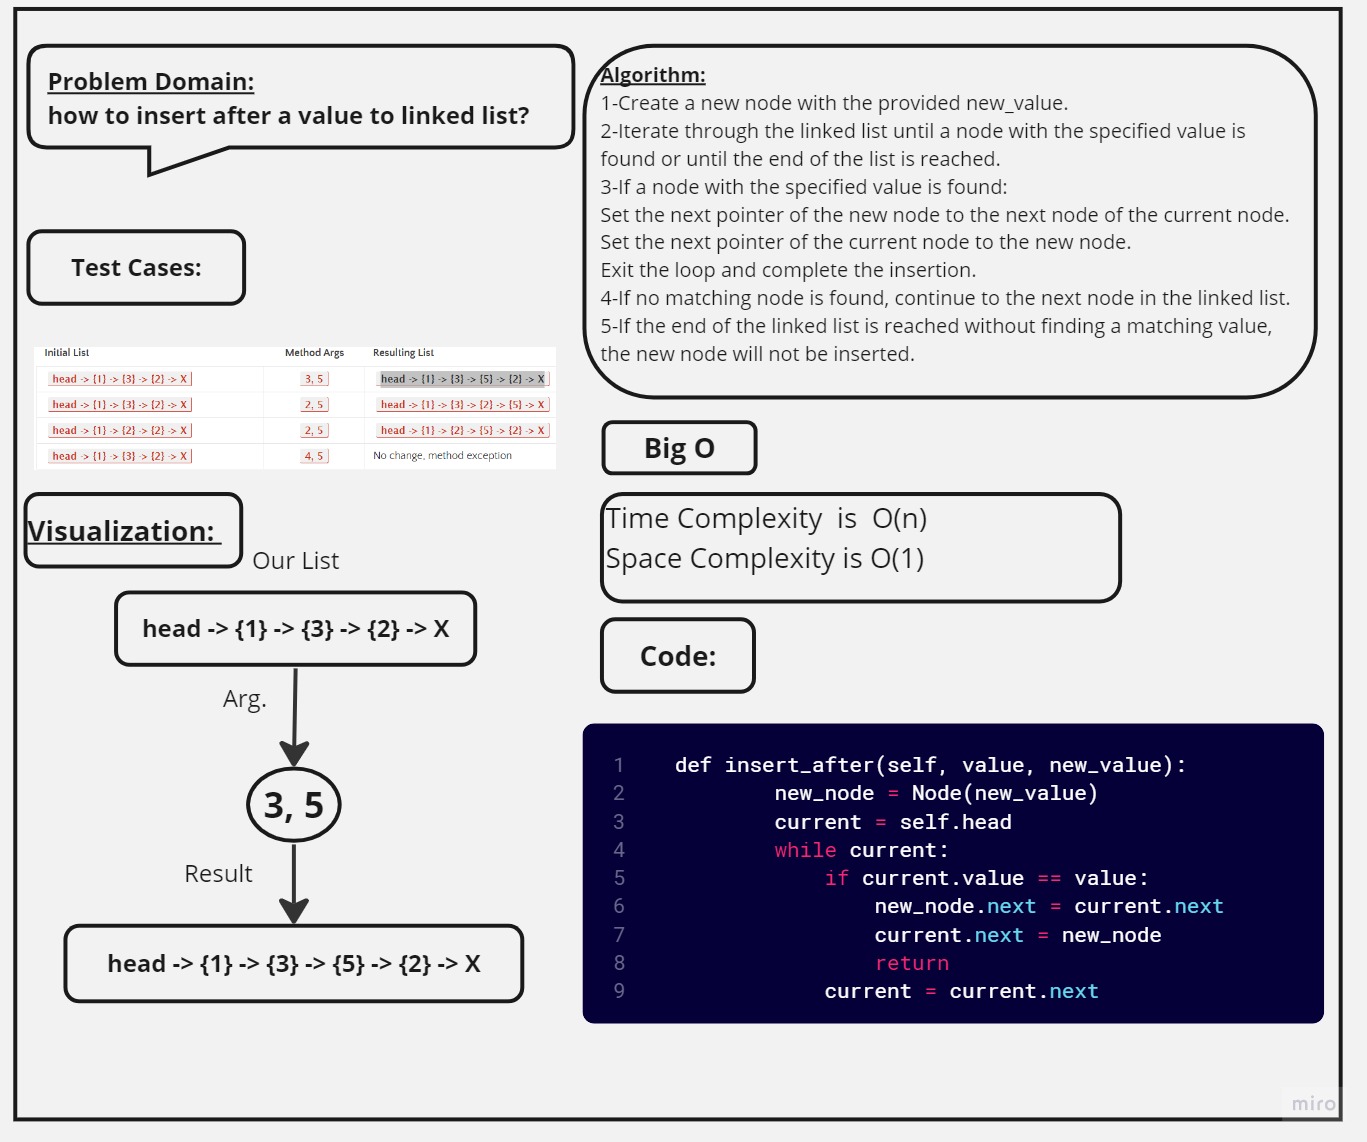 Problem Domain:
how to insert after a value to linked list?
Test Cases:
Initial List Method Args Resulting List
head -> {1} -> {3} -> {2} -> X 3, 5 head -> {1} -> {3} -> {5} -> {2} -> X
head -> {1} -> {3} -> {2} -> X 2, 5 head -> {1} -> {3} -> {2} -> {5} -> X
head -> {1} -> {2} -> {2} -> X 2, 5 head -> {1} -> {2} -> {5} -> {2} -> X
head -> {1} -> {3} -> {2} -> X 4, 5 No change, method exception
Visualization:
Our List
head -> {1} -> {3} -> {2} -> X
Arg.
3, 5
Result
head -> {1} -> {3} -> {5} -> {2} -> X
Algorithm:
1-Create a new node with the provided new_value.
2-Iterate through the linked list until a node with the specified value is
found or until the end of the list is reached.
3-If a node with the specified value is found:
Set the next pointer of the new node to the next node of the current node.
Set the next pointer of the current node to the new node.
Exit the loop and complete the insertion.
4-If no matching node is found, continue to the next node in the linked list.
5-If the end of the linked list is reached without finding a matching value,
the new node will not be inserted.
Big O
Time Complexity  is  O(n)
Space Complexity is O(1)
Code:
1 def insert_after(self, value, new_value):
2 new_node = Node(new_value)
3 current = self.head
4 while current:
5 if current.value == value:
6 new_node.next = current.next
7 current.next = new_node
8 return
9 current = current.next
miro